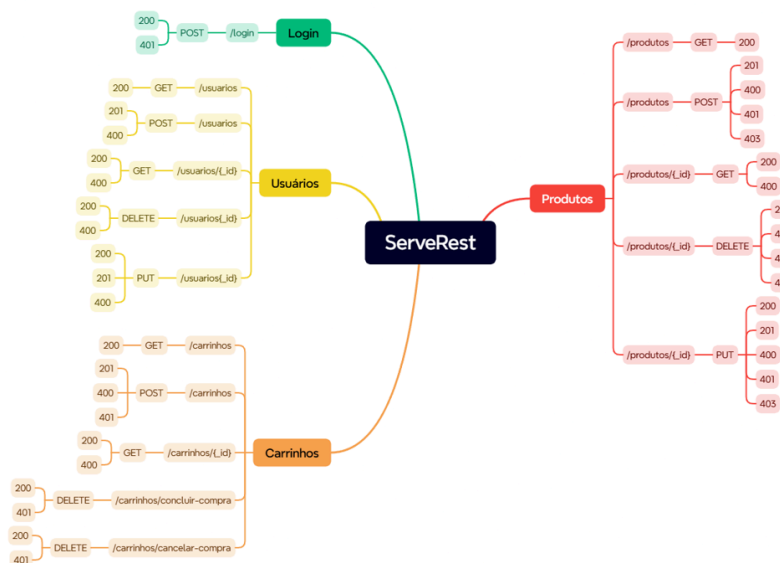 ServeRest
Login
/login
POST
200
401
Usuários
/usuarios
GET
200
/usuarios
POST
201
400
/usuarios/{_id}
GET
200
400
/usuarios{_id}
DELETE
200
400
/usuarios{_id}
PUT
200
201
400
Carrinhos
/carrinhos
GET
200
/carrinhos
POST
201
400
401
/carrinhos/{_id}
GET
200
400
/carrinhos/concluir-compra
DELETE
200
401
/carrinhos/cancelar-compra
DELETE
200
401
Produtos
/produtos
GET
200
/produtos
POST
201
400
401
403
/produtos/{_id}
GET
200
400
/produtos/{_id}
DELETE
/produtos/{_id}
PUT
200
201
400
401
403